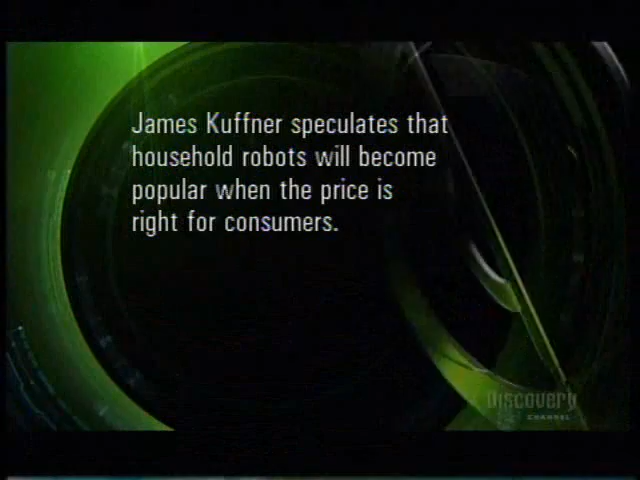 James Kuffner speculates that
household robots will become
popular when the price is
right for consumers.
Discovery
CHANNEL